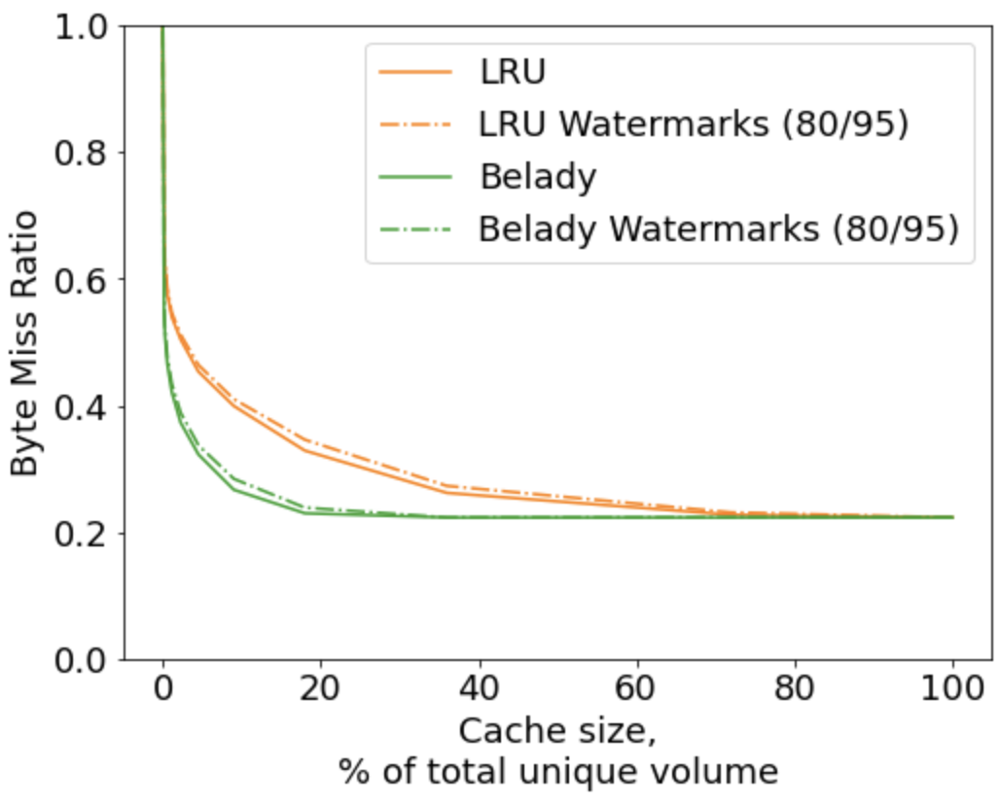 1.0
0.8
0.6
0.4
0.2
0.0
Byte Miss Ratio
LRU
LRU Watermarks (80/95)
Belady
Belady Watermarks (80/95)
0 20 40 60 80 100
Cache size,
% of total unique volume